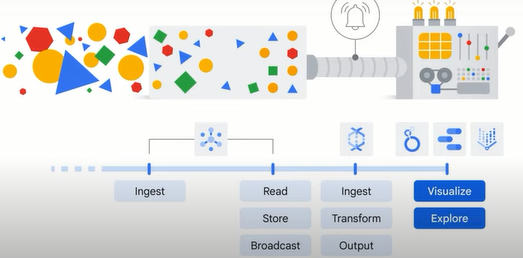 Ingest
Read
Ingest
Visualize
Store
Transform
Explore
Broadcast
Output